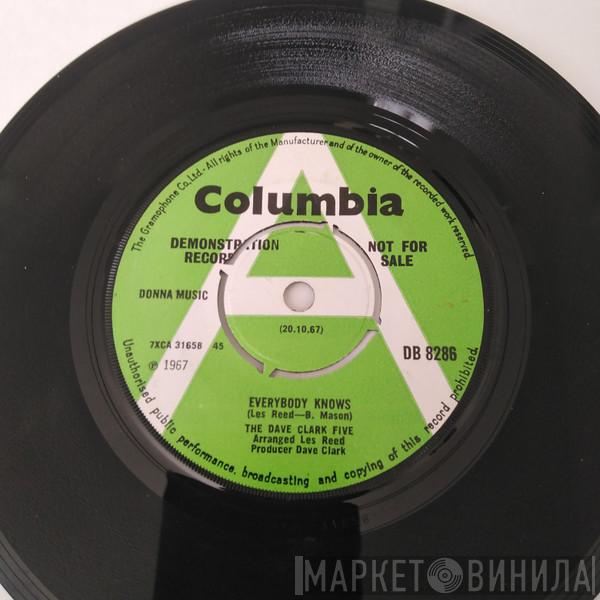 The Gramophone Co. Ltd. · All rights of the Manufacturer and of the owner of the recorded work reserved.
Columbia
DEMONSTR TION NOT FOR
RECOR SALE
DONNA MUSIC
(20.10.67)
7XCA 31658 45 DB 8286
℗ 1967
EVERYBODY KNOWS
(Les Reed—B. Mason)
THE DAVE CLARK FIVE
Arranged Les Reed
Producer Dave Clark
Unauthorised public performance, broadcasting and copying of this record prohibited.
МАРКЕТ ВИНИЛА